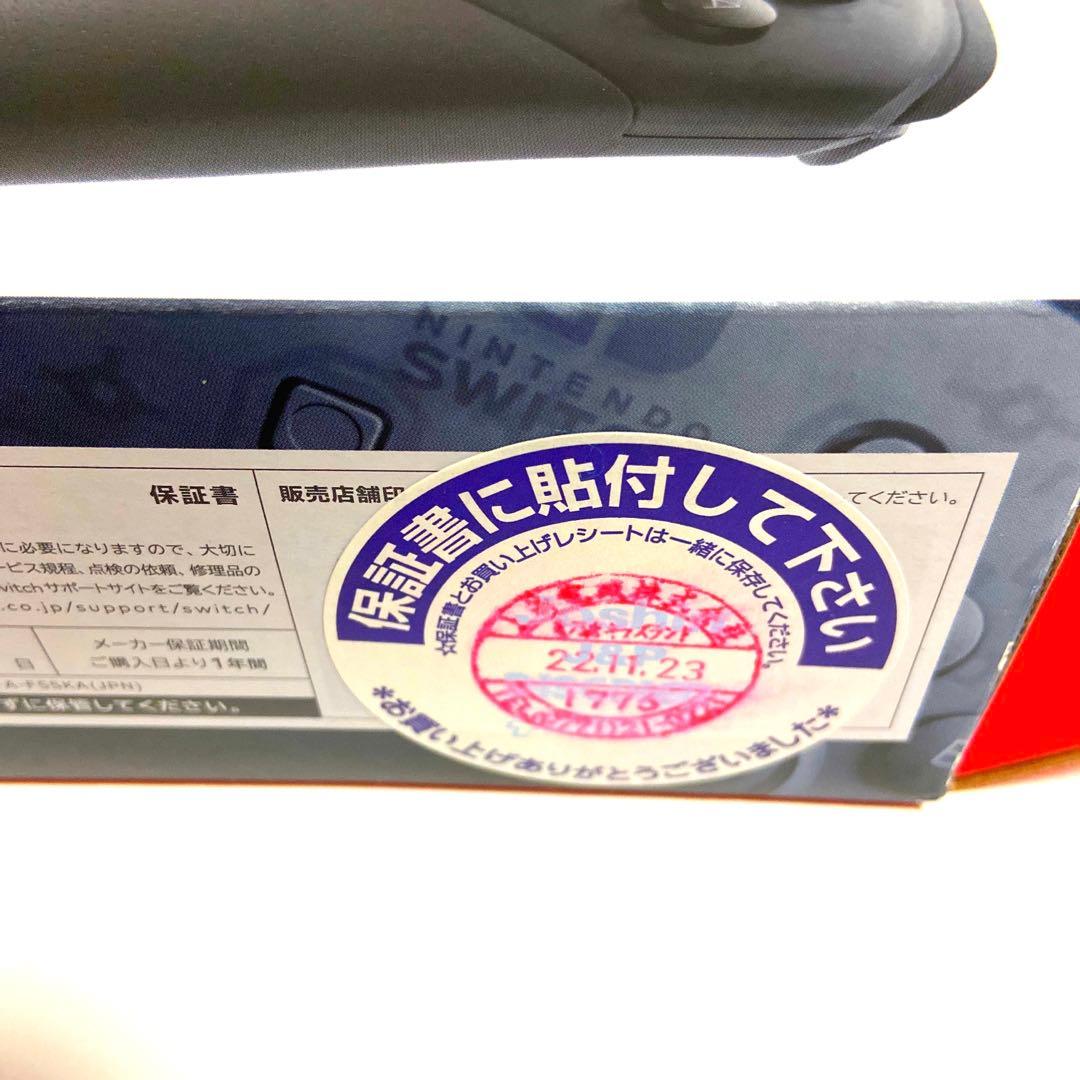 NINTENDO
SWIT
保証書
販売店舗印
てください。
に必要になりますので、大切に
ービス規程、点検の依頼、修理品の
witchサポートサイトをご覧ください。
.co.jp/support/switch/
メーカー保証期間
日
ご購入日より1年間
A-FSSKA(JPN)
ずに保管してください。
保証書に貼付して下さい
☆保証書とお買い上げレシートは一緒に保存してください。
J&P
22.11.23
1776
*お買い上げありがとうございました*